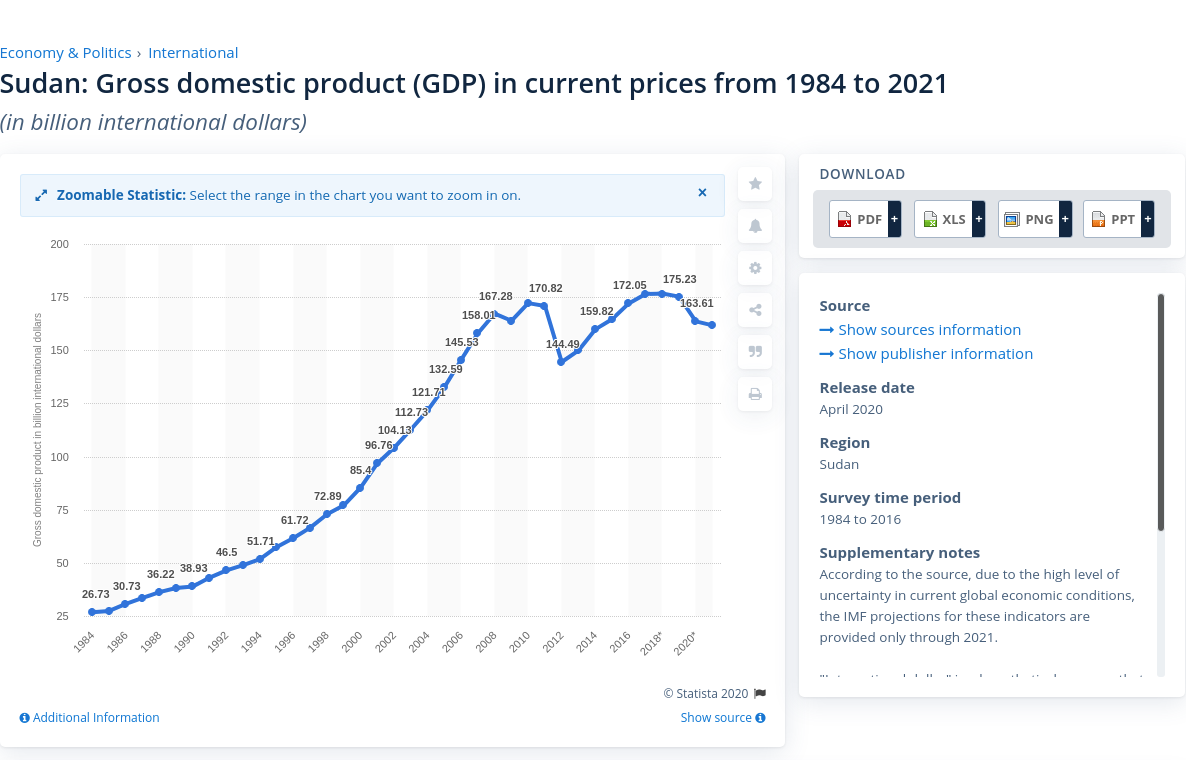 Economy & Politics › International
Sudan: Gross domestic product (GDP) in current prices from 1984 to 2021
(in billion international dollars)
Zoomable Statistic: Select the range in the chart you want to zoom in on.
×
Gross domestic product in billion international dollars
200
175
150
125
100
75
50
25
26.73
30.73
36.22
38.93
46.5
51.71
61.72
72.89
85.4
96.76
104.13
112.73
121.71
132.59
145.53
158.01
167.28
170.82
144.49
159.82
172.05
175.23
163.61
1984
1986
1988
1990
1992
1994
1996
1998
2000
2002
2004
2006
2008
2010
2012
2014
2016
2018*
2020*
© Statista 2020
Additional Information
Show source
DOWNLOAD
PDF +
XLS +
PNG +
PPT +
Source
Show sources information
Show publisher information
Release date
April 2020
Region
Sudan
Survey time period
1984 to 2016
Supplementary notes
According to the source, due to the high level of
uncertainty in current global economic conditions,
the IMF projections for these indicators are
provided only through 2021.